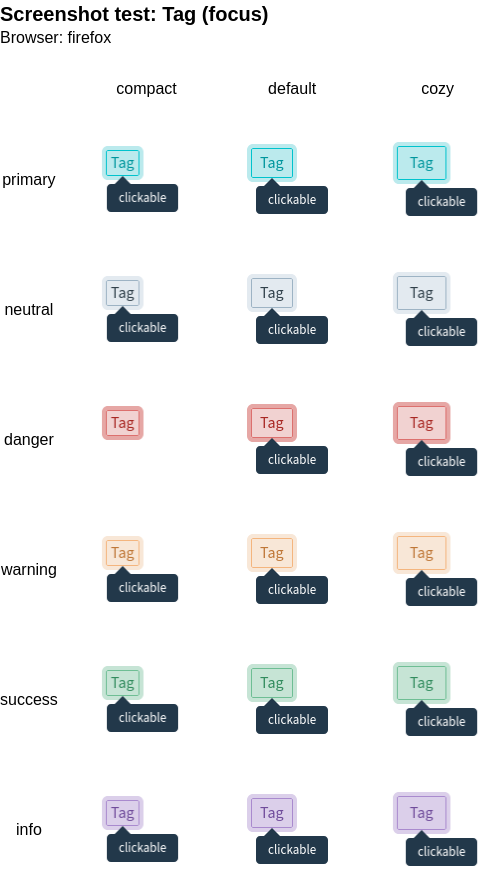 Screenshot test: Tag (focus)
Browser: firefox
compact default cozy
primary Tag Tag Tag
clickable clickable clickable
neutral Tag Tag Tag
clickable clickable clickable
danger Tag Tag Tag
clickable clickable
warning Tag Tag Tag
clickable clickable clickable
success Tag Tag Tag
clickable clickable clickable
info Tag Tag Tag
clickable clickable clickable